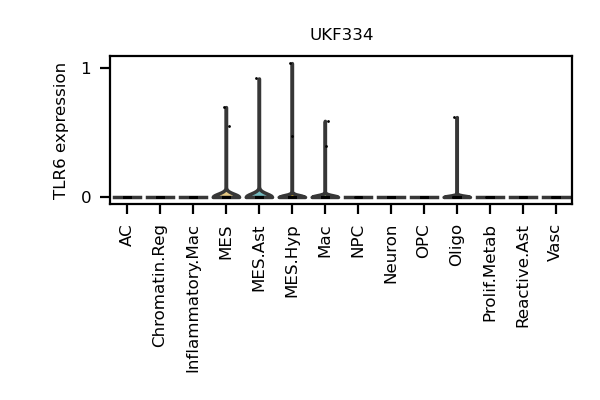 UKF334
TLR6 expression
1
0
AC
Chromatin.Reg
Inflammatory.Mac
MES
MES.Ast
MES.Hyp
Mac
NPC
Neuron
OPC
Oligo
Prolif.Metab
Reactive.Ast
Vasc